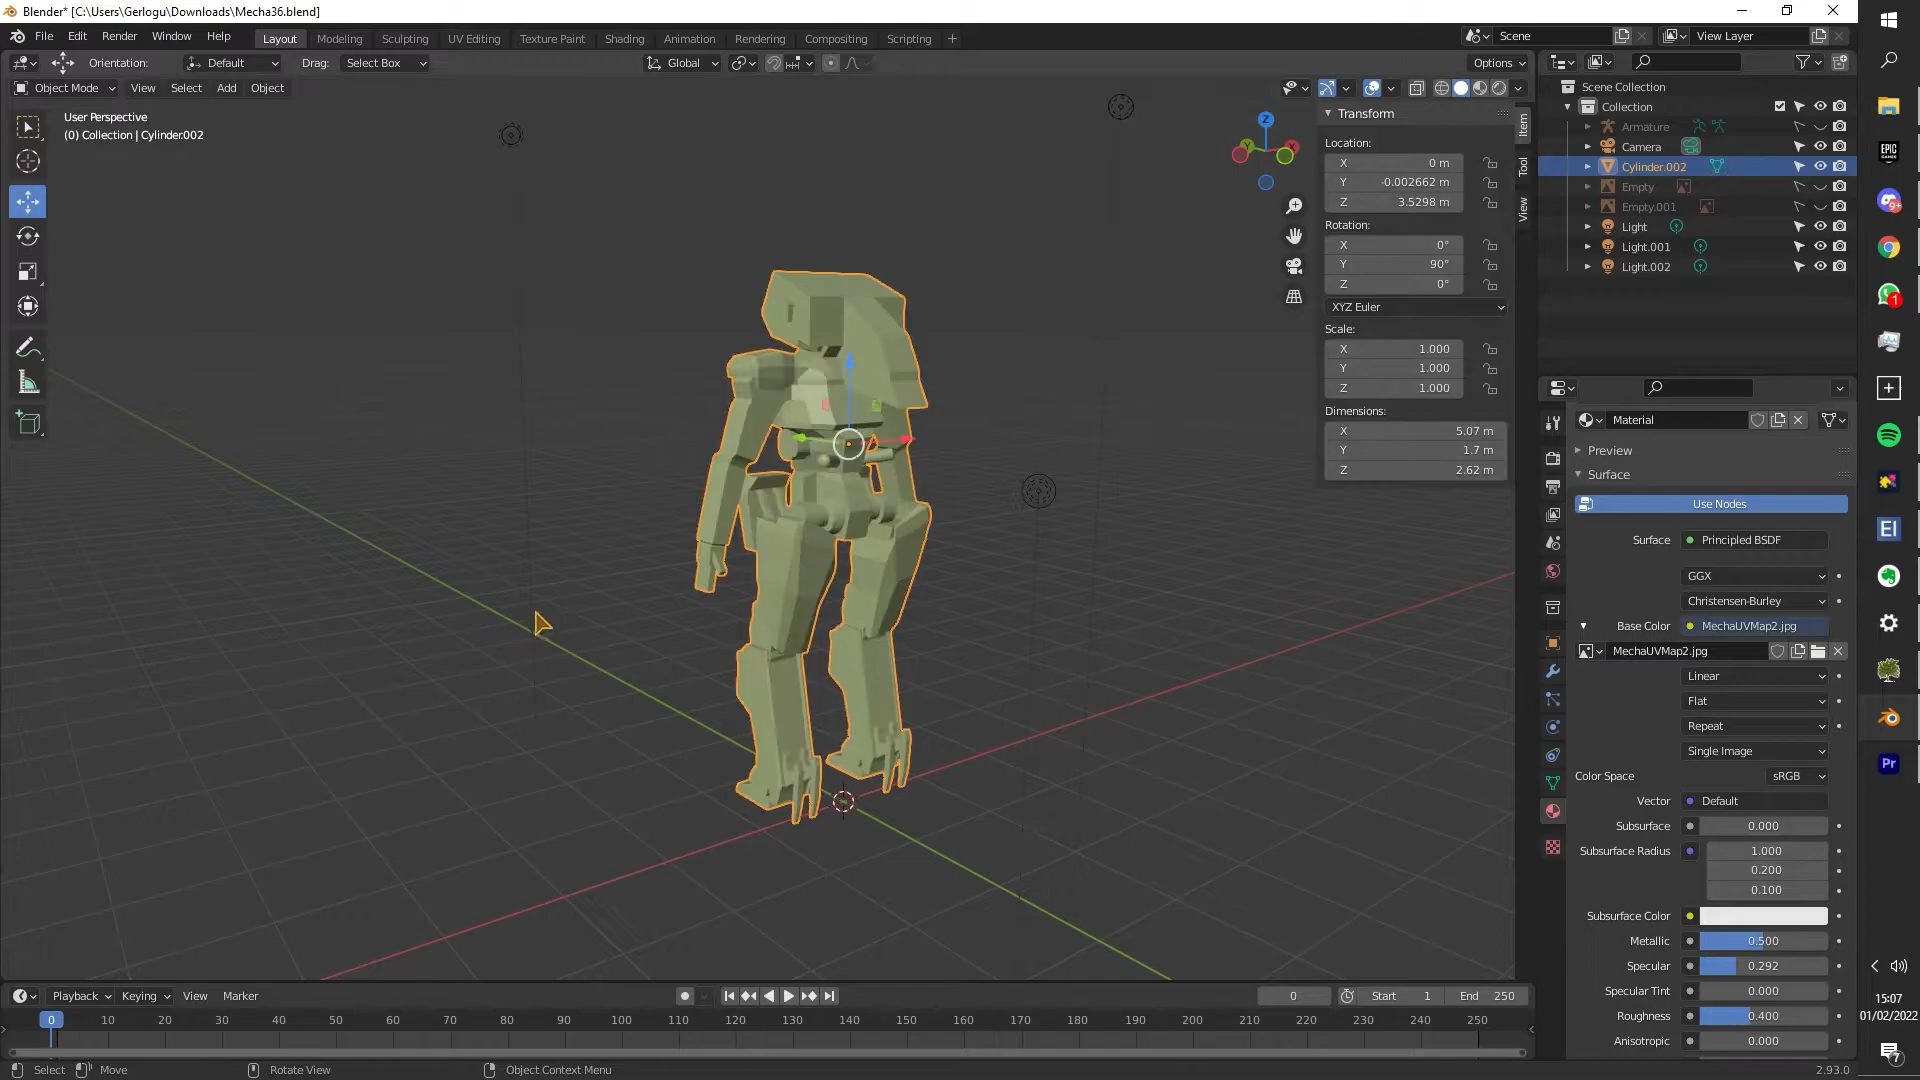 Blender* [C:\Users\Gerlogu\Downloads\Mecha36.blend]
File Edit Render Window Help
Layout Modeling Sculpting UV Editing Texture Paint Shading Animation Rendering Compositing Scripting +
Scene
View Layer
Orientation: Default Drag: Select Box
Global
Options
Object Mode View Select Add Object
User Perspective
(0) Collection | Cylinder.002
Z
X
Y
Item
Tool
View
Transform
Location:
X 0 m
Y -0.002662 m
Z 3.5298 m
Rotation:
X 0°
Y 90°
Z 0°
XYZ Euler
Scale:
X 1.000
Y 1.000
Z 1.000
Dimensions:
X 5.07 m
Y 1.7 m
Z 2.62 m
Scene Collection
Collection
Armature
Camera
Cylinder.002
Empty
Empty.001
Light
Light.001
Light.002
Material
Preview
Surface
Use Nodes
Surface Principled BSDF
GGX
Christensen-Burley
Base Color MechaUVMap2.jpg
MechaUVMap2.jpg
Linear
Flat
Repeat
Single Image
Color Space sRGB
Vector Default
Subsurface 0.000
Subsurface Radius 1.000
0.200
0.100
Subsurface Color
Metallic 0.500
Specular 0.292
Specular Tint 0.000
Roughness 0.400
Anisotropic 0.000
Playback Keying View Marker
0 Start 1 End 250
0 10 20 30 40 50 60 70 80 90 100 110 120 130 140 150 160 170 180 190 200 210 220 230 240 250
Select Move Rotate View Object Context Menu
2.93.0
EPIC
GAMES
9+
1
EI
Pr
15:07
01/02/2022
7